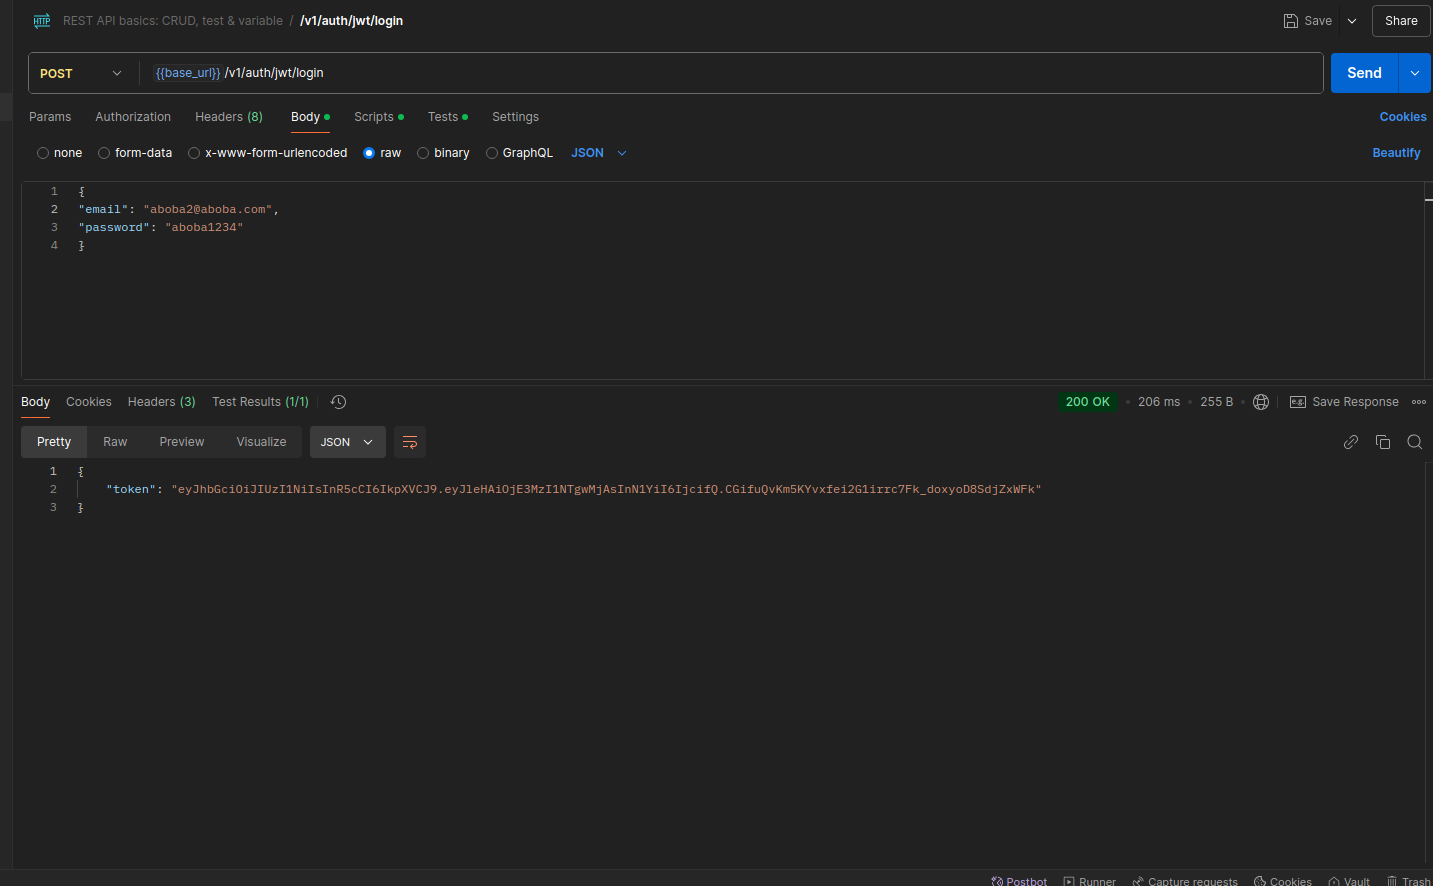 HTTP REST API basics: CRUD, test & variable / /v1/auth/jwt/login Save Share
POST {{base_url}} /v1/auth/jwt/login Send
Params Authorization Headers (8) Body Scripts Tests Settings Cookies
none form-data x-www-form-urlencoded raw binary GraphQL JSON Beautify
1 {
2 "email": "aboba2@aboba.com",
3 "password": "aboba1234"
4 }
Body Cookies Headers (3) Test Results (1/1) 200 OK 206 ms 255 B e.g. Save Response
Pretty Raw Preview Visualize JSON
1 {
2 "token": "eyJhbGciOiJIUzI1NiIsInR5cCI6IkpXVCJ9.eyJleHAiOjE3MzI1NTgwMjAsInN1YiI6IjcifQ.CGifuQvKm5KYvxfei2G1irrc7Fk_doxyoD8SdjZxWFk"
3 }
Postbot Runner Capture requests Cookies Vault Trash